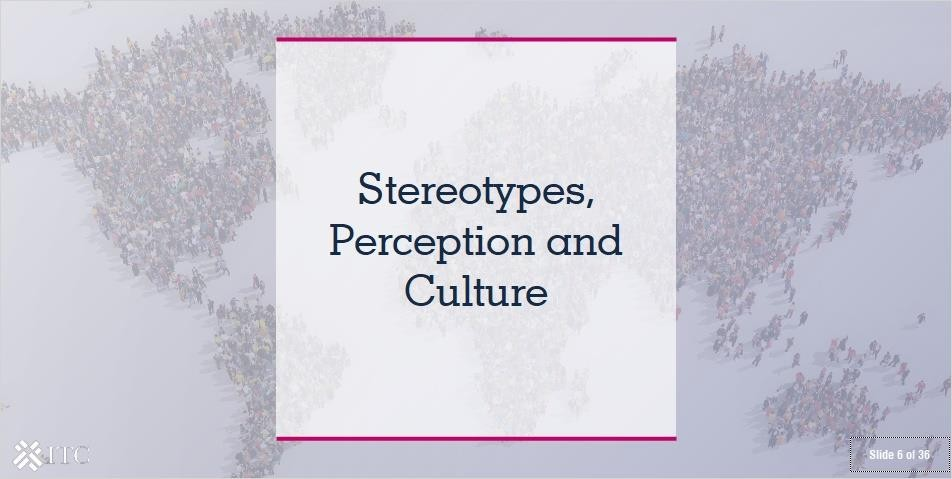 Stereotypes,
Perception and
Culture
ITC
Slide 6 of 36